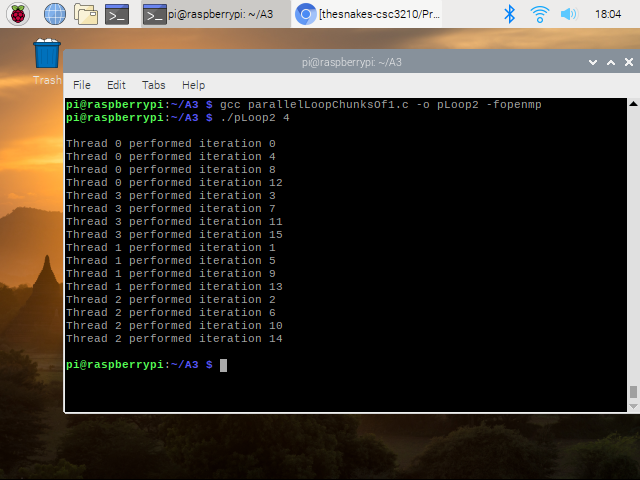 pi@raspberrypi: ~/A3
[thesnakes-csc3210/Pr...
18:04
Trash
pi@raspberrypi: ~/A3
File Edit Tabs Help
pi@raspberrypi:~/A3 $ gcc parallelLoopChunksOf1.c -o pLoop2 -fopenmp
pi@raspberrypi:~/A3 $ ./pLoop2 4
Thread 0 performed iteration 0
Thread 0 performed iteration 4
Thread 0 performed iteration 8
Thread 0 performed iteration 12
Thread 3 performed iteration 3
Thread 3 performed iteration 7
Thread 3 performed iteration 11
Thread 3 performed iteration 15
Thread 1 performed iteration 1
Thread 1 performed iteration 5
Thread 1 performed iteration 9
Thread 1 performed iteration 13
Thread 2 performed iteration 2
Thread 2 performed iteration 6
Thread 2 performed iteration 10
Thread 2 performed iteration 14
pi@raspberrypi:~/A3 $